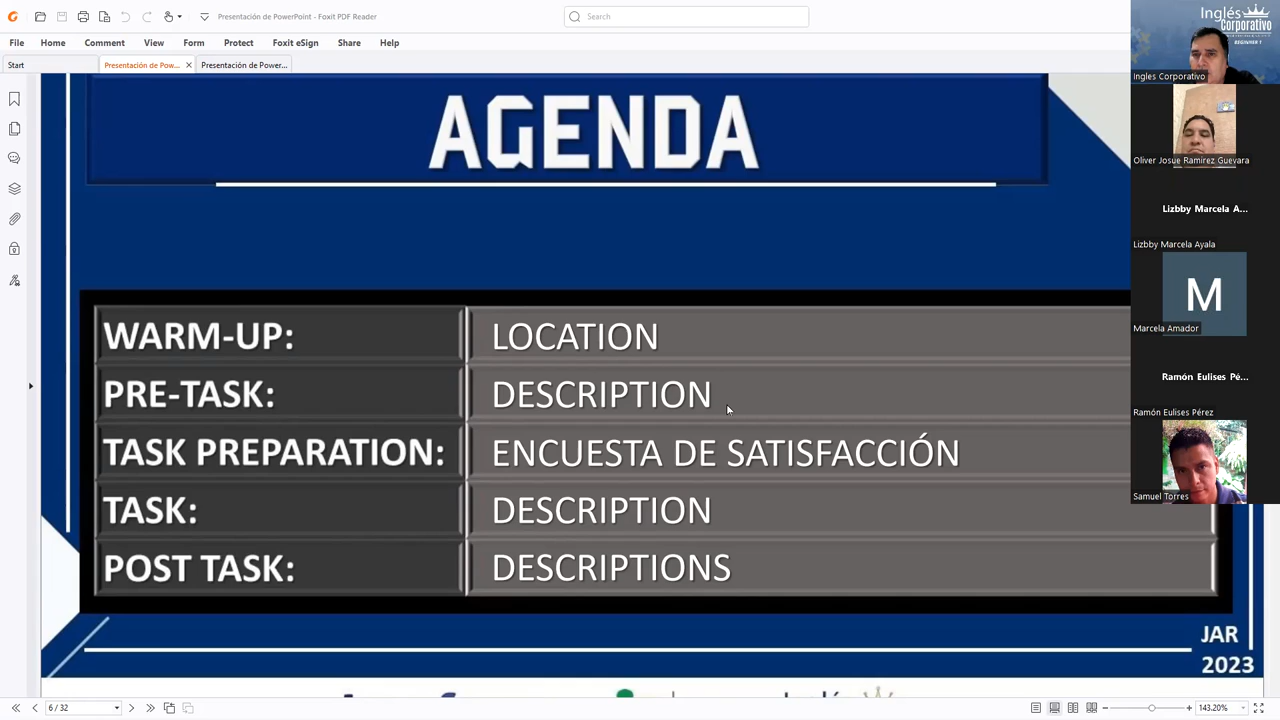 Presentación de PowerPoint - Foxit PDF Reader
Search
File Home Comment View Form Protect Foxit eSign Share Help
Start Presentación de Pow... Presentación de Power...
AGENDA
WARM-UP: LOCATION
PRE-TASK: DESCRIPTION
TASK PREPARATION: ENCUESTA DE SATISFACCIÓN
TASK: DESCRIPTION
POST TASK: DESCRIPTIONS
JAR
2023
6 / 32
143.20%
Inglés
Corporativo
BEGINNER 1
Ingles Corporativo
Oliver Josue Ramirez Guevara
Lizbby Marcela A...
Lizbby Marcela Ayala
M
Marcela Amador
Ramón Eulises Pé...
Ramón Eulises Pérez
Samuel Torres